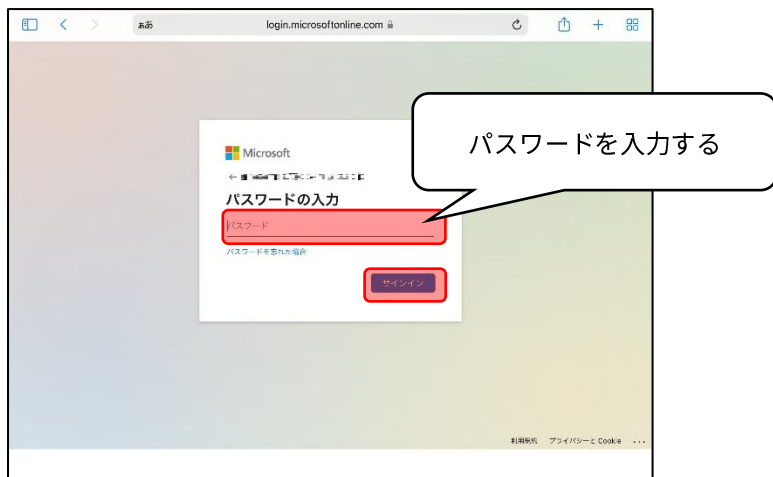 ぁあ
login.microsoftonline.com
パスワードを入力する
Microsoft
パスワードの入力
パスワード
パスワードを忘れた場合
サインイン
利用規約 プライバシーと Cookie ...